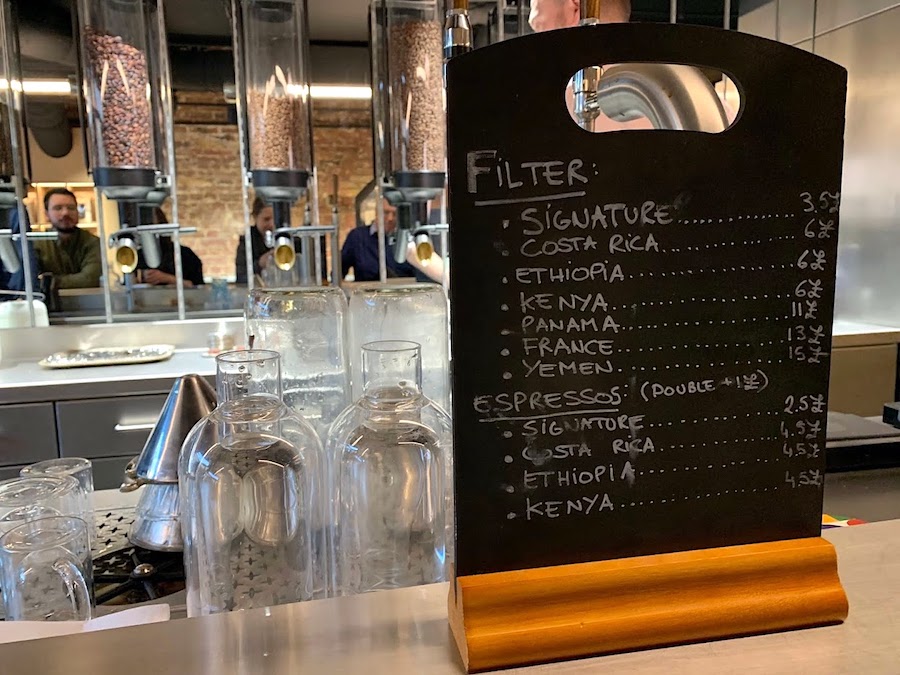 FILTER:
• SIGNATURE.................. 3.5
• COSTA RICA.................. 6
• ETHIOPIA.................. 6
• KENYA.................. 6
• PANAMA.................. 11
• FRANCE.................. 13
• YEMEN.................. 15
ESPRESSOS: (DOUBLE +1)
• SIGNATURE.................. 2.5
• COSTA RICA.................. 4.5
• ETHIOPIA.................. 4.5
• KENYA.................. 4.5